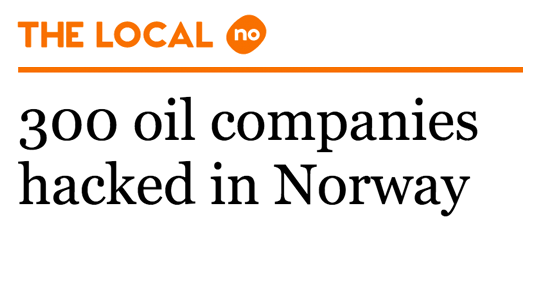 THE LOCAL no
300 oil companies
hacked in Norway